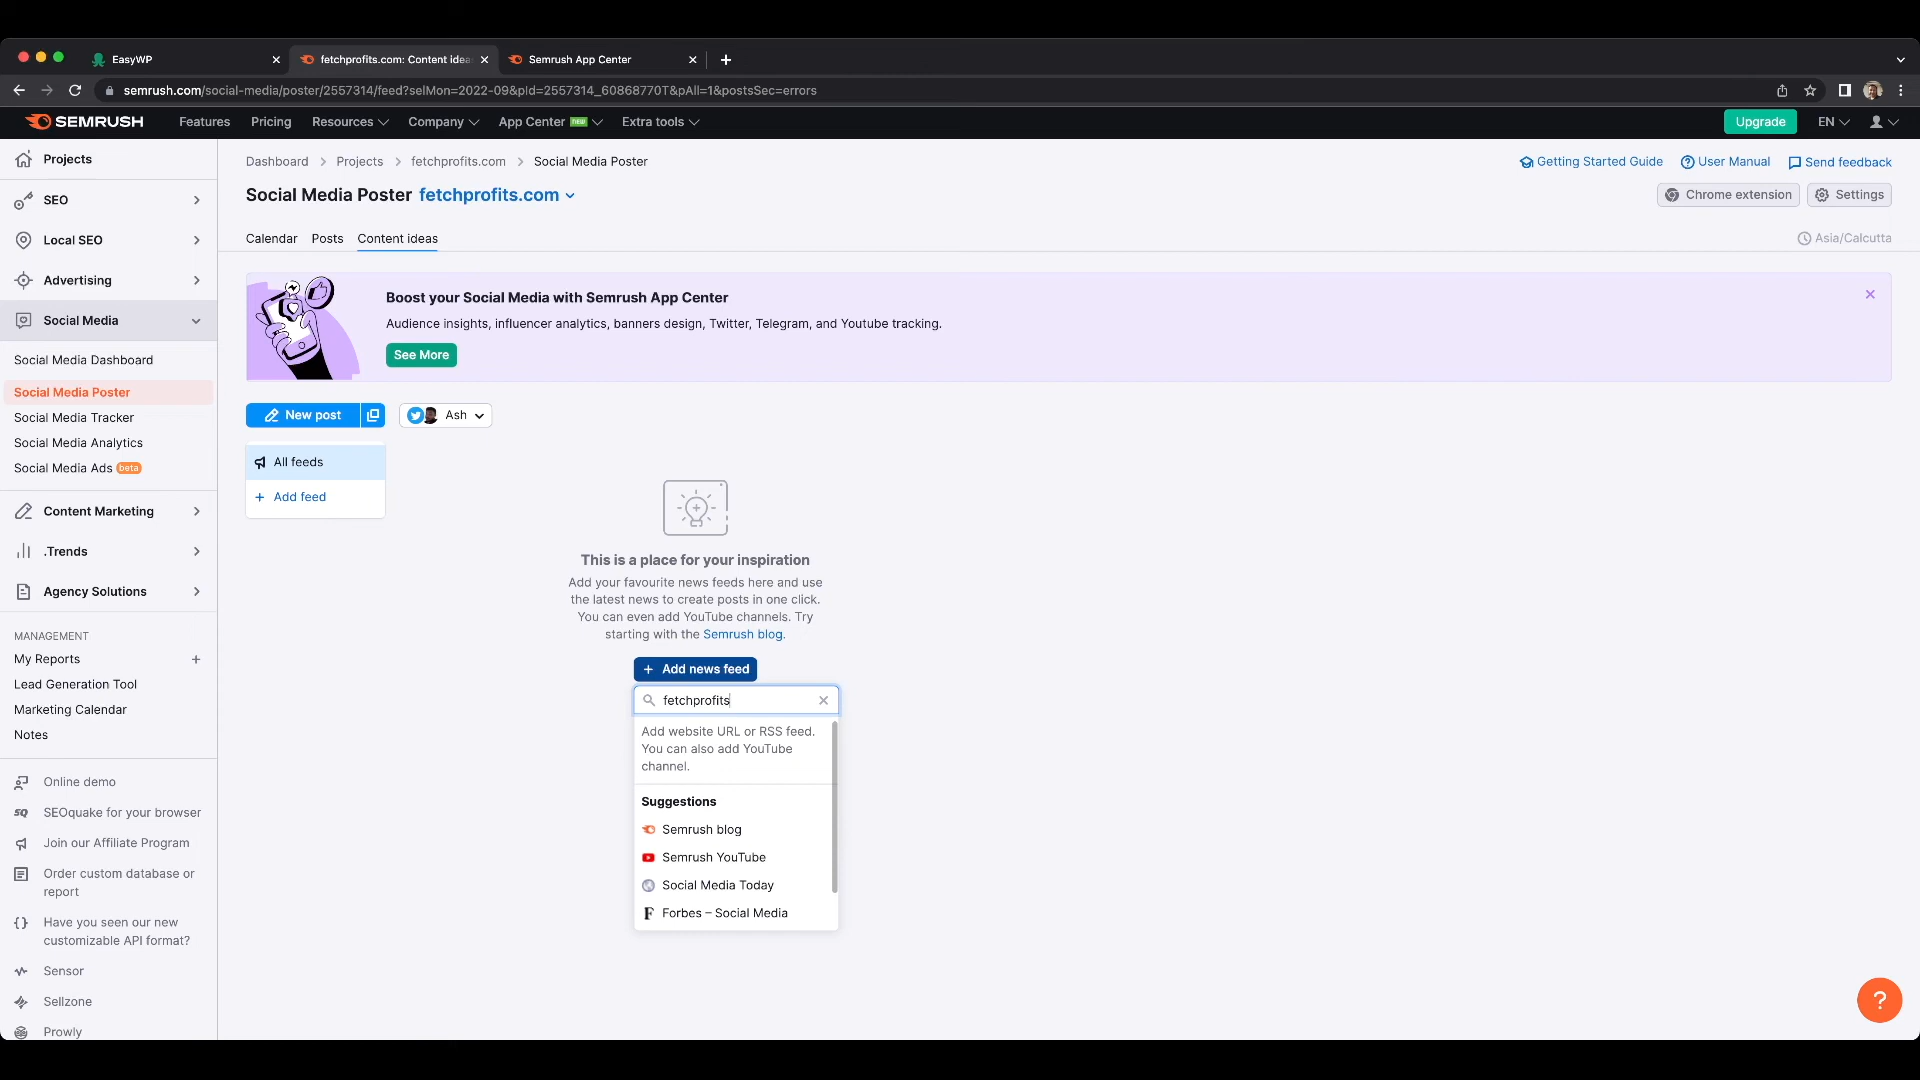 EasyWP
fetchprofits.com: Content idea
Semrush App Center
semrush.com/social-media/poster/2557314/feed?selMon=2022-09&pId=2557314_60868770T&pAll=1&postsSec=errors
SEMRUSH
Features
Pricing
Resources
Company
App Center new
Extra tools
Upgrade
EN
Projects
SEO
Local SEO
Advertising
Social Media
Social Media Dashboard
Social Media Poster
Social Media Tracker
Social Media Analytics
Social Media Ads beta
Content Marketing
.Trends
Agency Solutions
MANAGEMENT
My Reports +
Lead Generation Tool
Marketing Calendar
Notes
Online demo
SQ SEOquake for your browser
Join our Affiliate Program
Order custom database or
report
{} Have you seen our new
customizable API format?
Sensor
Sellzone
Prowly
Dashboard > Projects > fetchprofits.com > Social Media Poster
Getting Started Guide
User Manual
Send feedback
Social Media Poster fetchprofits.com
Chrome extension
Settings
Calendar
Posts
Content ideas
Asia/Calcutta
Boost your Social Media with Semrush App Center
Audience insights, influencer analytics, banners design, Twitter, Telegram, and Youtube tracking.
See More
New post
Ash
All feeds
+ Add feed
This is a place for your inspiration
Add your favourite news feeds here and use
the latest news to create posts in one click.
You can even add YouTube channels. Try
starting with the Semrush blog.
+ Add news feed
fetchprofits
Add website URL or RSS feed.
You can also add YouTube
channel.
Suggestions
Semrush blog
Semrush YouTube
Social Media Today
F Forbes – Social Media
?